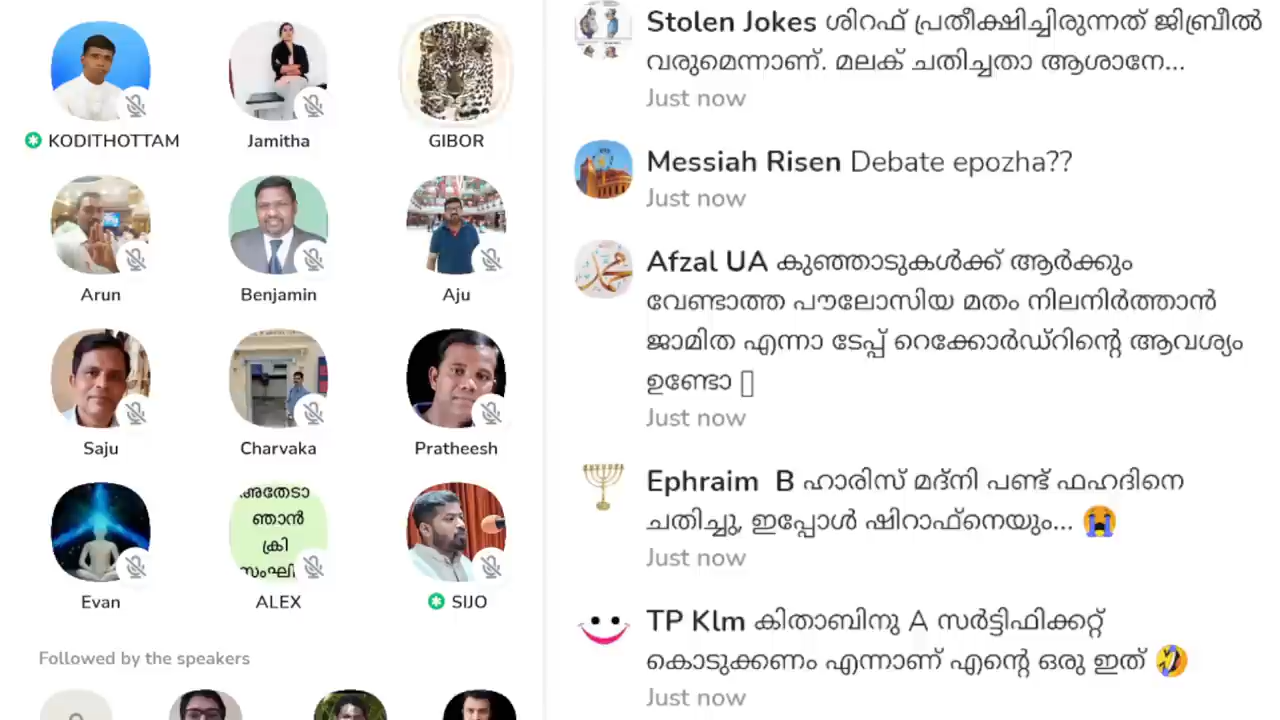 KODITHOTTAM
Jamitha
GIBOR
Arun
Benjamin
Aju
Saju
Charvaka
Pratheesh
അതേടാ
ഞാൻ
ക്രി
സംഘി
Evan
ALEX
SIJO
Followed by the speakers
Stolen Jokes ശിറഫ് പ്രതീക്ഷിച്ചിരുന്നത് ജിബ്രീൽ
വരുമെന്നാണ്. മലക് ചതിച്ചതാ ആശാനേ...
Just now
Messiah Risen Debate epozha??
Just now
Afzal UA കുഞ്ഞാടുകൾക്ക് ആർക്കും
വേണ്ടാത്ത പൗലോസിയ മതം നിലനിർത്താൻ
ജാമിത എന്നാ ടേപ്പ് റെക്കോർഡ്റിന്റെ ആവശ്യം
ഉണ്ടോ
Just now
Ephraim B ഹാരിസ് മദ്നി പണ്ട് ഫഹദിനെ
ചതിച്ചു, ഇപ്പോൾ ഷിറാഫ്നെയും... 😭
Just now
TP Klm കിതാബിനു A സർട്ടിഫിക്കറ്റ്
കൊടുക്കണം എന്നാണ് എന്റെ ഒരു ഇത് 🤣
Just now